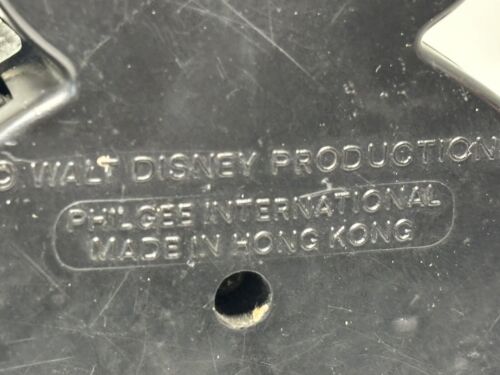 © WALT DISNEY PRODUCTION
PHILGEE INTERNATIONAL
MADE IN HONG KONG